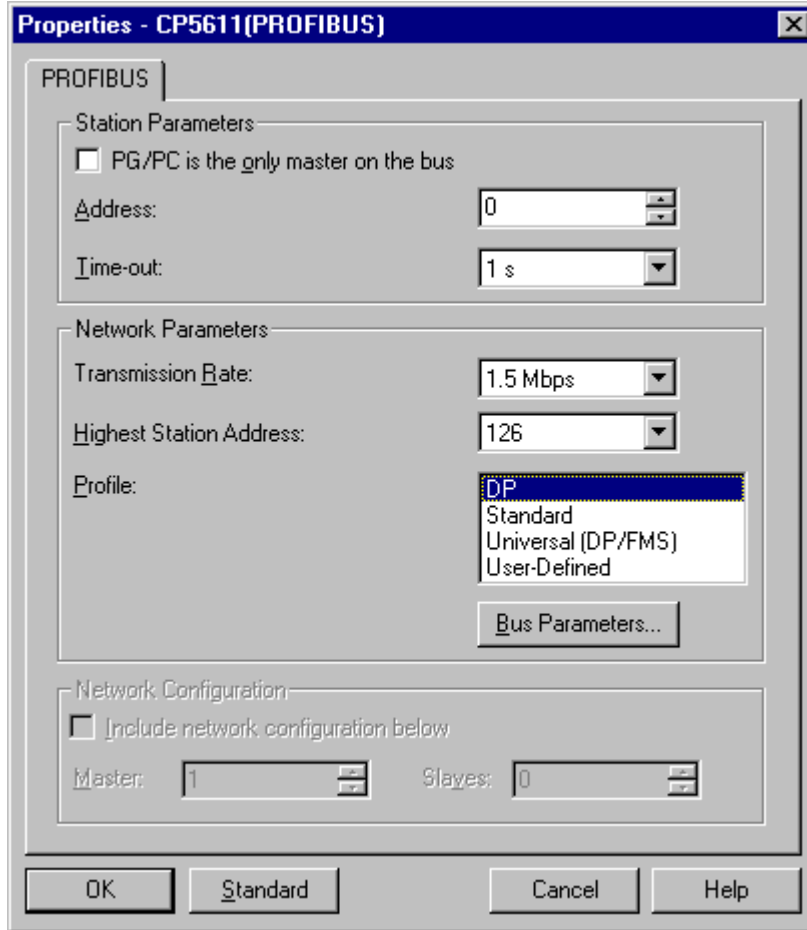 Properties - CP5611(PROFIBUS)
PROFIBUS
Station Parameters
PG/PC is the only master on the bus
Address: 0
Time-out: 1 s
Network Parameters
Transmission Rate: 1.5 Mbps
Highest Station Address: 126
Profile: DP
Standard
Universal (DP/FMS)
User-Defined
Bus Parameters...
Network Configuration
Include network configuration below
Master: 1 Slaves: 0
OK Standard Cancel Help